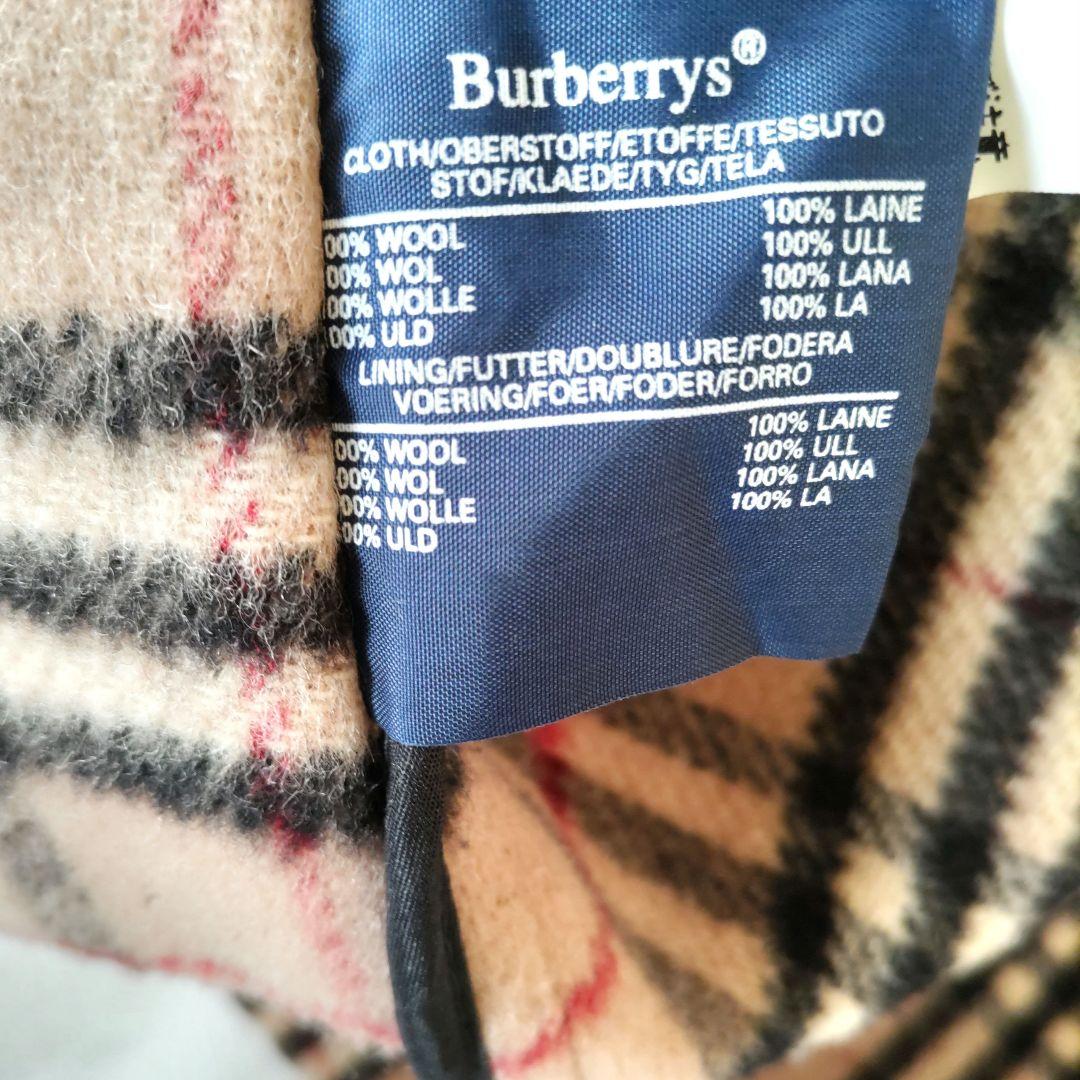 Burberrys®
CLOTH/OBERSTOFF/ETOFFE/TESSUTO
STOF/KLAEDE/TYG/TELA
00% WOOL 100% LAINE
00% WOL 100% ULL
00% WOLLE 100% LANA
00% ULD 100% LA
LINING/FUTTER/DOUBLURE/FODERA
VOERING/FOER/FODER/FORRO
00% WOOL 100% LAINE
00% WOL 100% ULL
00% WOLLE 100% LANA
00% ULD 100% LA